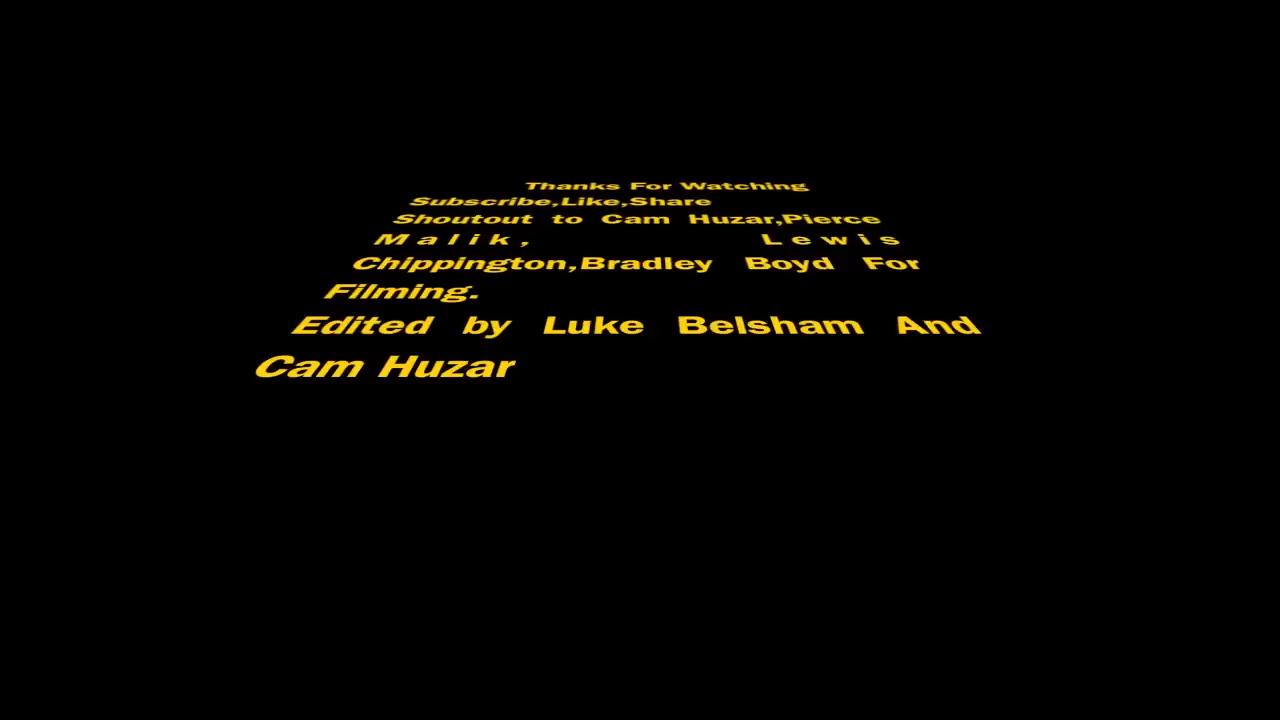 Thanks For Watching
Subscribe,Like,Share
Shoutout to Cam Huzar,Pierce
Malik, Lewis
Chippington,Bradley Boyd For
Filming.
Edited by Luke Belsham And
Cam Huzar